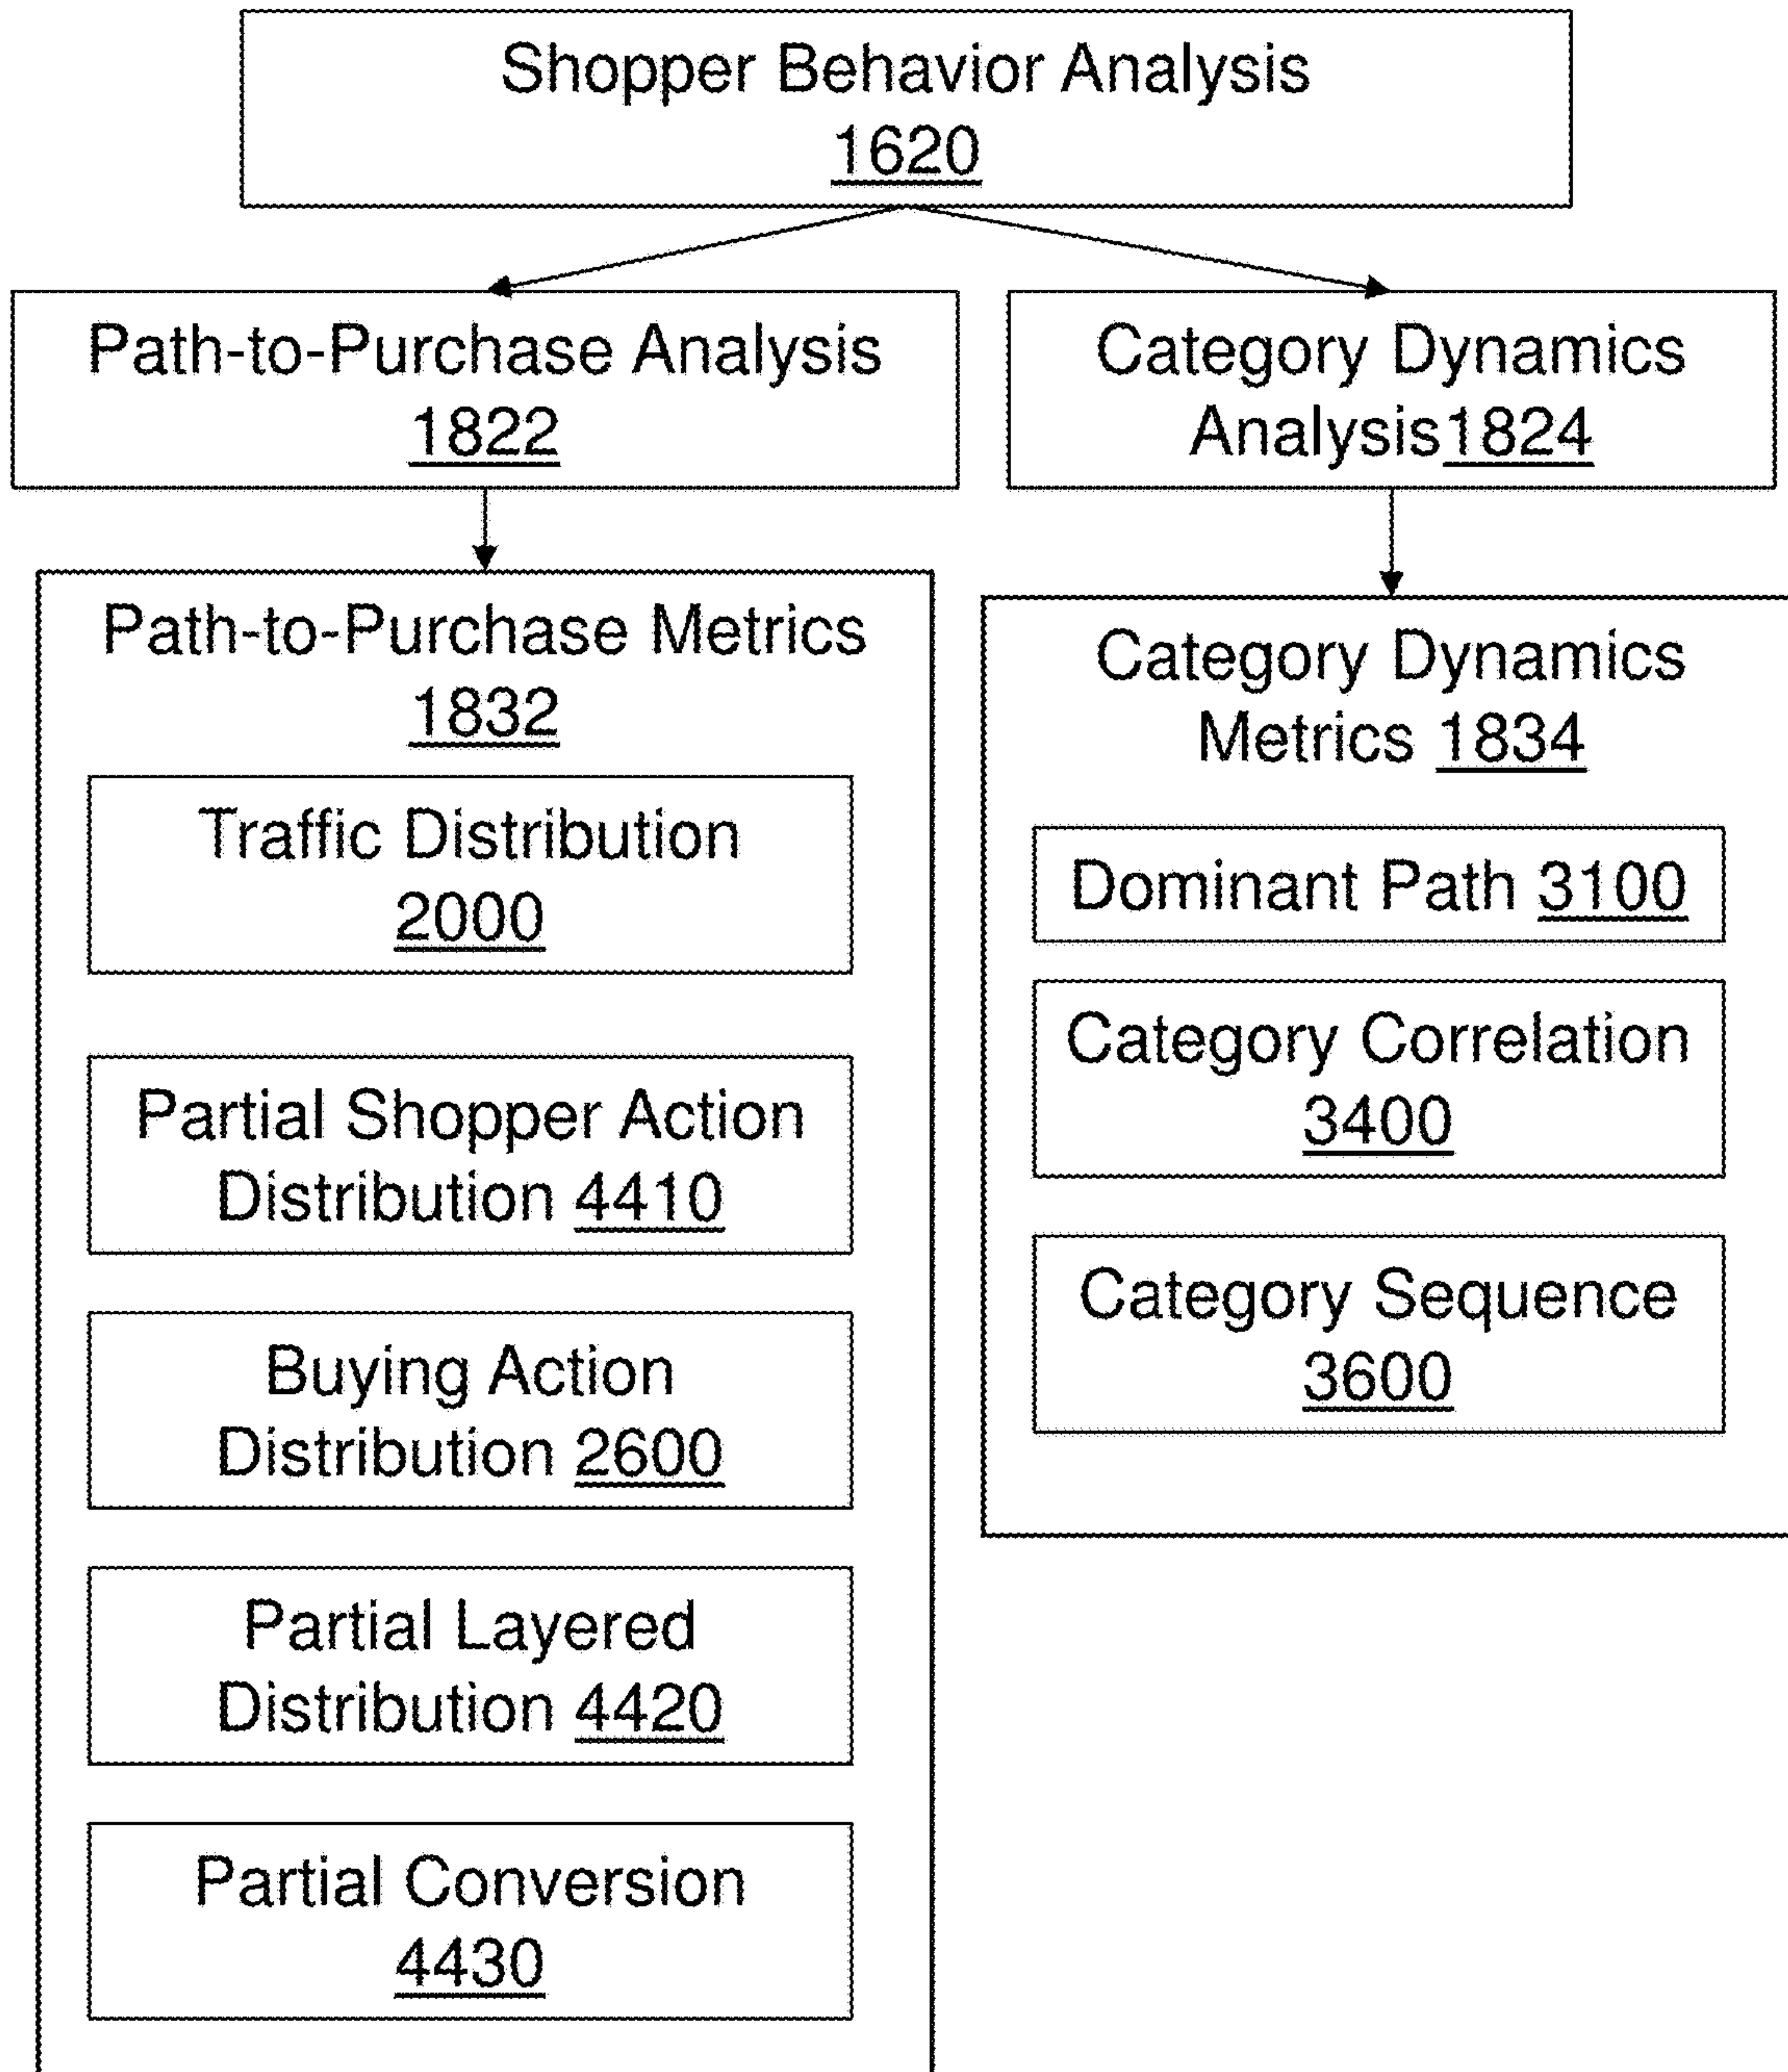 Shopper Behavior Analysis
1620
Path-to-Purchase Analysis
1822
Category Dynamics
Analysis1824
Path-to-Purchase Metrics
1832
Traffic Distribution
2000
Partial Shopper Action
Distribution 4410
Buying Action
Distribution 2600
Partial Layered
Distribution 4420
Partial Conversion
4430
Category Dynamics
Metrics 1834
Dominant Path 3100
Category Correlation
3400
Category Sequence
3600